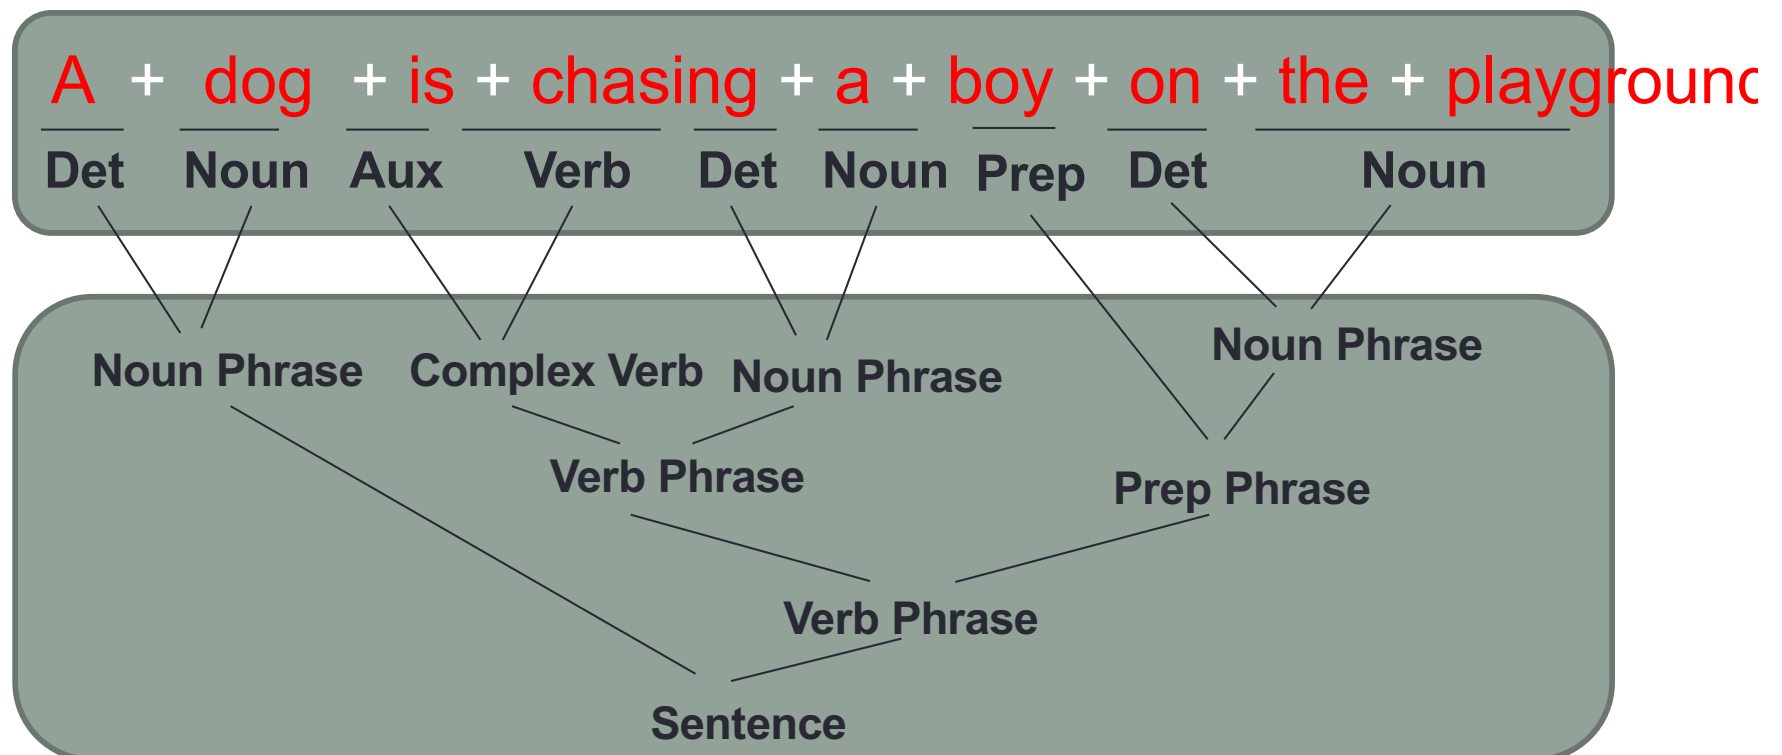 A + dog + is + chasing + a + boy + on + the + playground
Det Noun Aux Verb Det Noun Prep Det Noun
Noun Phrase Complex Verb Noun Phrase Noun Phrase
Verb Phrase Prep Phrase
Verb Phrase
Sentence